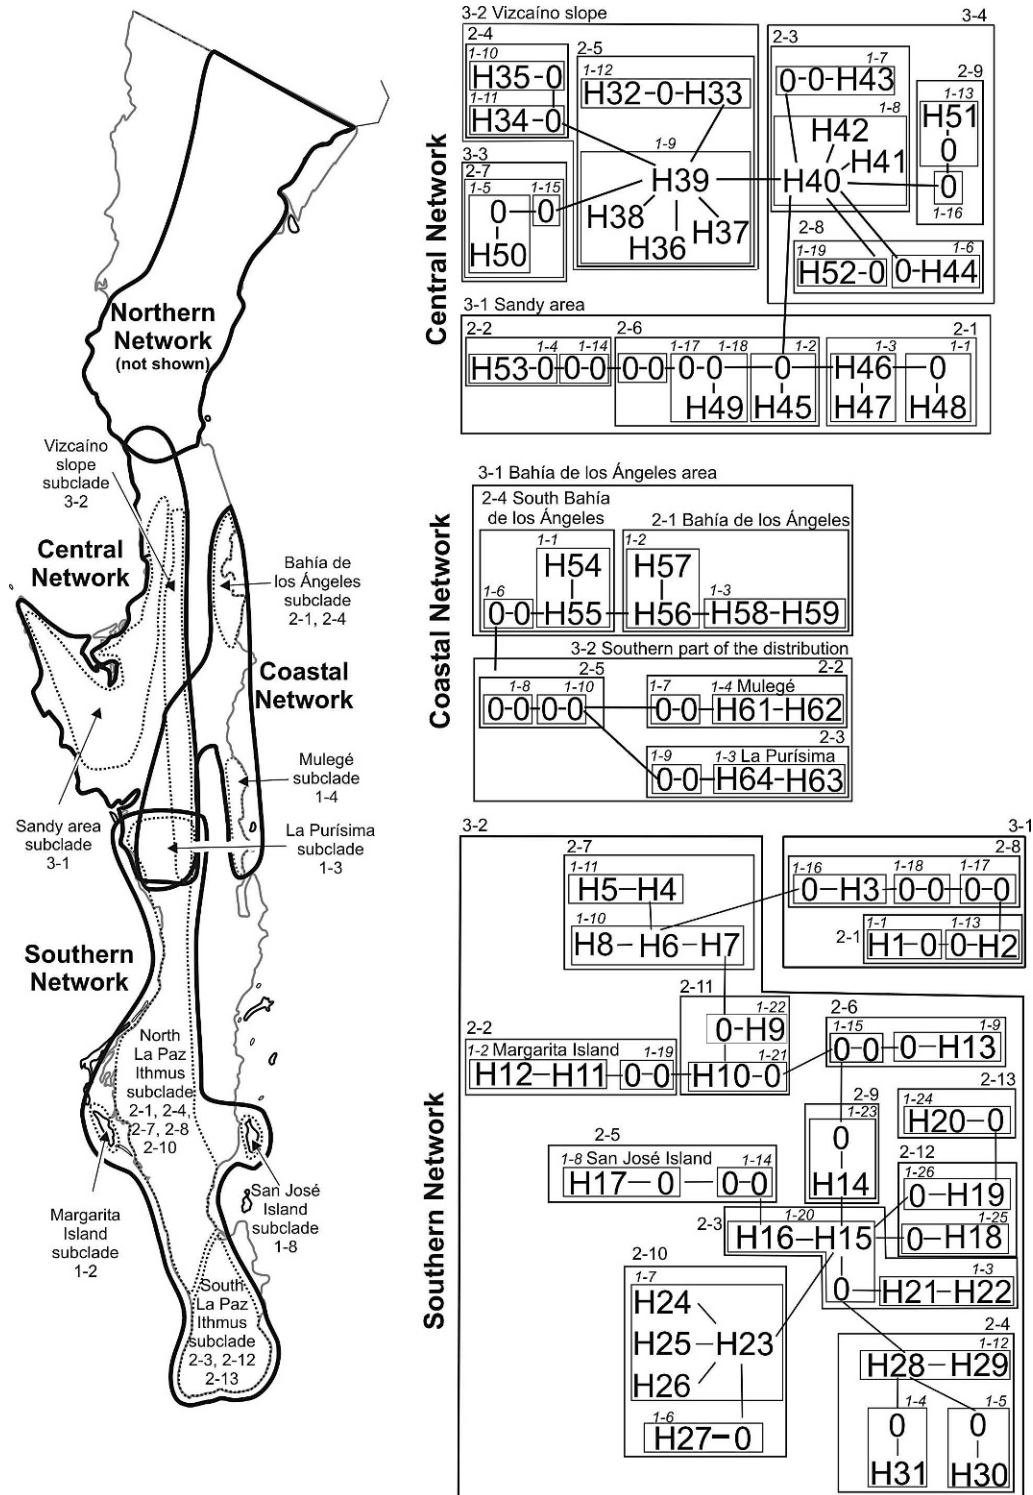 Northern
Network
(not shown)
Vizcaíno
slope
subclade
3-2
Central
Network
Bahía de
los Ángeles
subclade
2-1, 2-4
Coastal
Network
Mulegé
subclade
1-4
Sandy area
subclade
3-1
La Purísima
subclade
1-3
Southern
Network
North
La Paz
Ithmus
subclade
2-1, 2-4,
2-7, 2-8
2-10
Margarita
Island
subclade
1-2
San José
Island
subclade
1-8
South
La Paz
Ithmus
subclade
2-3, 2-12
2-13
Central Network
3-2 Vizcaíno slope
2-4
1-10
H35-0
1-11
H34-0
2-5
1-12
H32-0-H33
1-9
H39
H38
H36
H37
3-3
2-7
1-5
1-15
0
0
H50
3-4
2-3
1-7
0-0-H43
1-8
H42
H41
H40
2-9
1-13
H51
0
0
1-16
2-8
1-19
1-6
H52-0
0-H44
3-1 Sandy area
2-2
2-6
2-1
1-4
1-14
1-17
1-18
1-2
1-3
1-1
H53-0
0-0
0-0
0-0
0
H46
0
H49
H45
H47
H48
Coastal Network
3-1 Bahía de los Ángeles area
2-4 South Bahía
de los Ángeles
2-1 Bahía de los Ángeles
1-1
1-2
H54
H57
1-6
1-3
0-0
H55
H56
H58-H59
3-2 Southern part of the distribution
2-5
2-2
1-8
1-10
1-7
1-4 Mulegé
0-0
0-0
0-0
H61-H62
2-3
1-9
1-3 La Purísima
0-0
H64-H63
Southern Network
3-2
3-1
2-7
1-11
H5-H4
1-10
H8-H6-H7
2-8
1-16
1-18
1-17
0-H3
0-0
0-0
2-1
1-1
1-13
H1-0
0-H2
2-11
1-22
0-H9
1-21
H10-0
2-2
1-2 Margarita Island
1-19
H12-H11
0-0
2-6
1-15
1-9
0-0
0-H13
2-9
1-23
0
H14
2-13
1-24
H20-0
2-12
1-26
0-H19
1-25
0-H18
2-5
1-8 San José Island
1-14
H17-0
0-0
2-3
1-20
H16-H15
0
1-3
H21-H22
2-10
1-7
H24
H25-H23
H26
1-6
H27-0
2-4
1-12
H28-H29
1-4
1-5
0
0
H31
H30